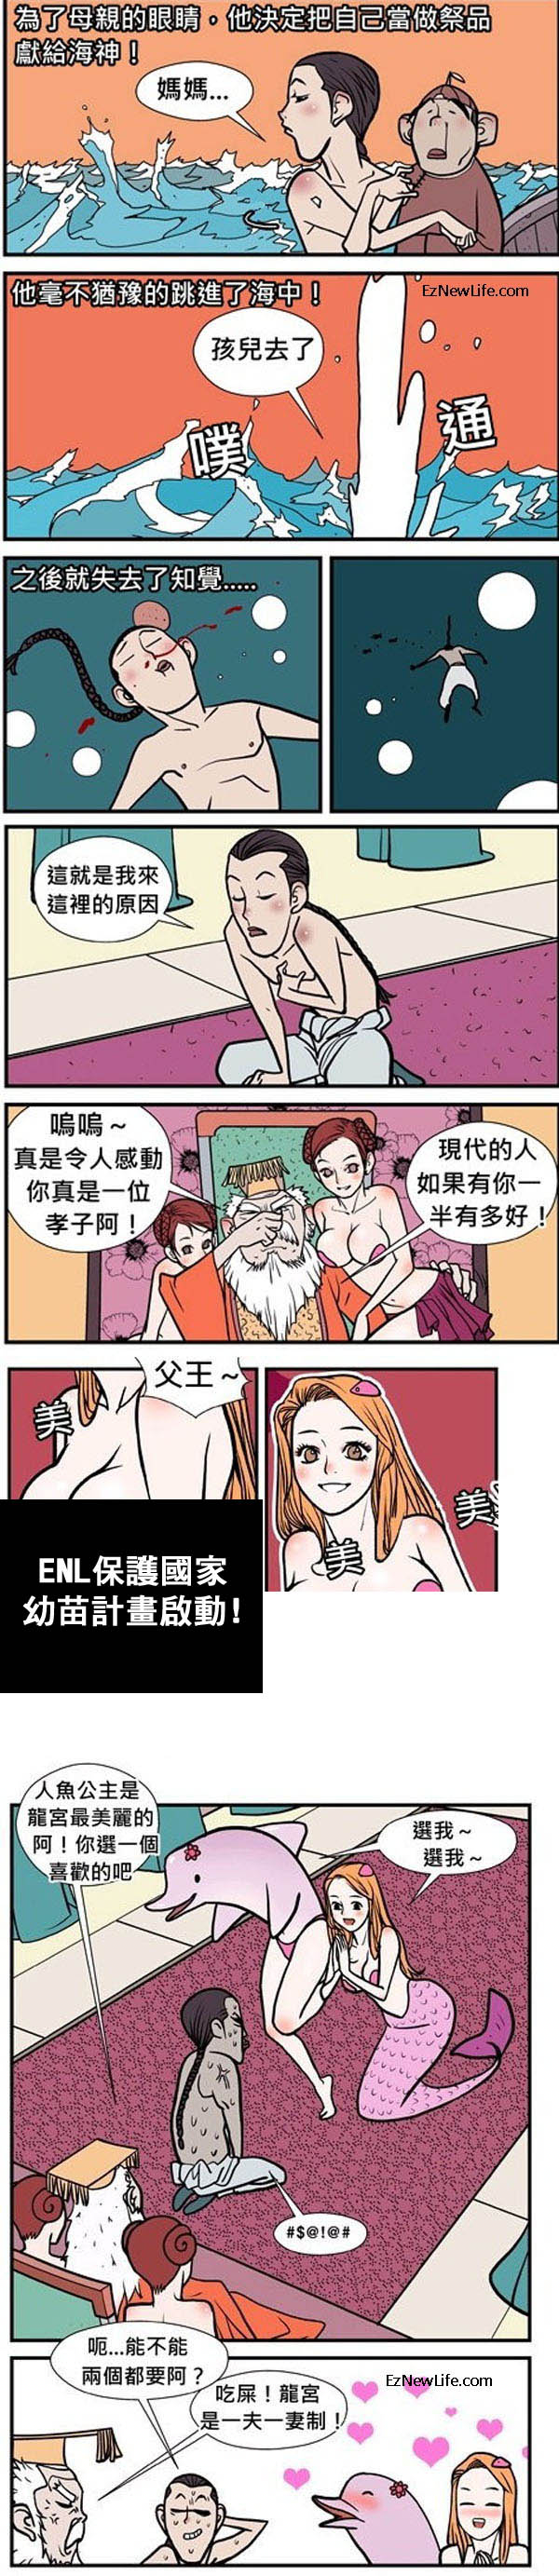 為了母親的眼睛，他決定把自己當做祭品
獻給海神！
媽媽...
他毫不猶豫的跳進了海中！
EzNewLife.com
孩兒去了
噗
通
之後就失去了知覺.....
這就是我來
這裡的原因
嗚嗚~
真是令人感動
你真是一位
孝子阿！
現代的人
如果有你一
半有多好！
父王~
美
美
美
ENL保護國家
幼苗計畫啟動!
人魚公主是
龍宮最美麗的
阿！你選一個
喜歡的吧
選我~
選我~
#$@!@#
呃...能不能
兩個都要阿？
吃屎！龍宮
是一夫一妻制！
EzNewLife.com